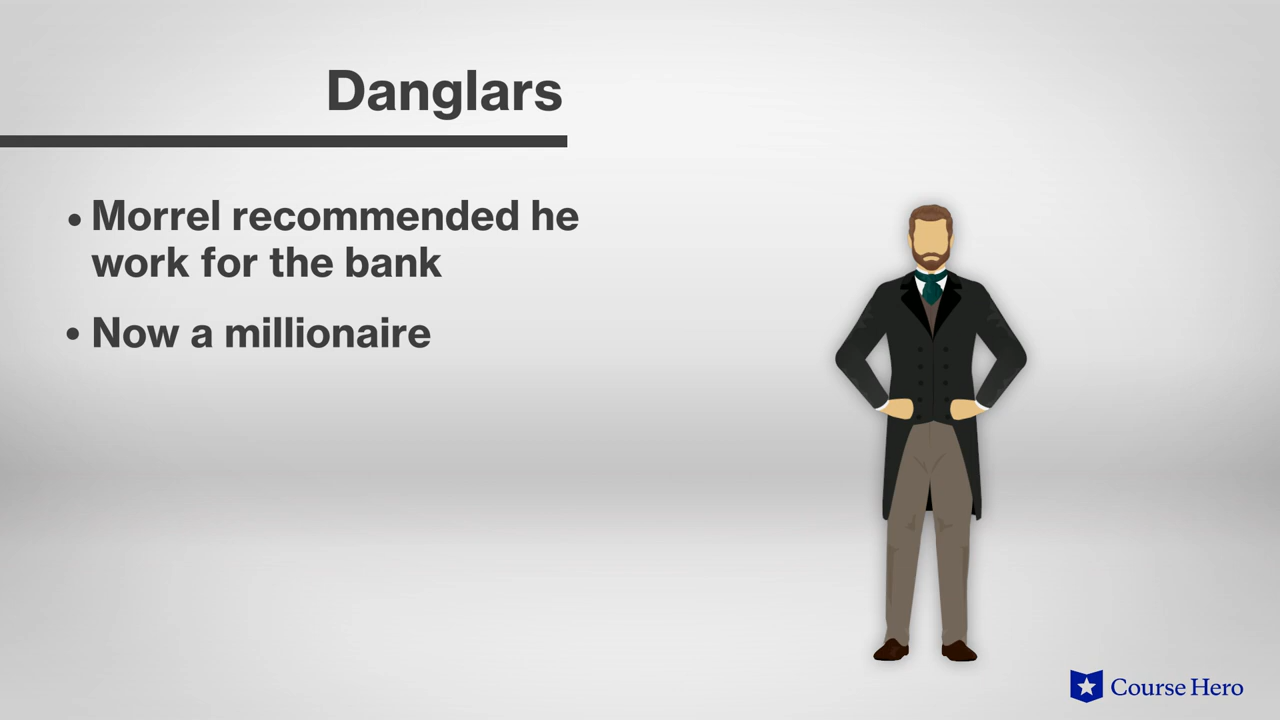 Danglars
• Morrel recommended he
work for the bank
• Now a millionaire
Course Hero